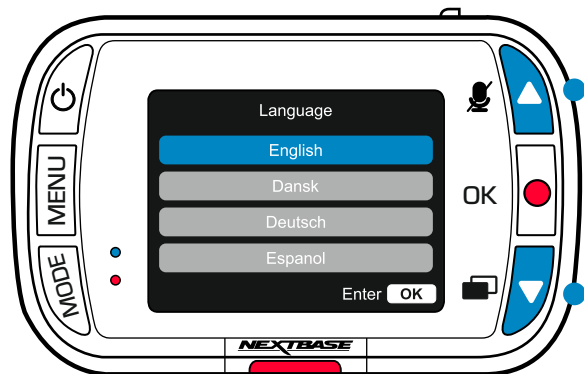 Language
English
Dansk
Deutsch
Espanol
Enter OK
MENU
MODE
OK
NEXTBASE